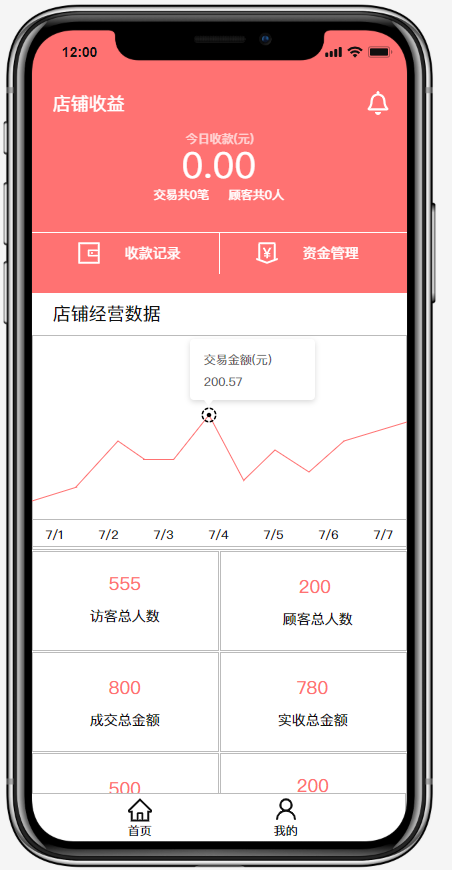 12:00
店铺收益
今日收款(元)
0.00
交易共0笔 顾客共0人
收款记录 资金管理
店铺经营数据
交易金额(元)
200.57
7/1 7/2 7/3 7/4 7/5 7/6 7/7
555 200
访客总人数 顾客总人数
800 780
成交总金额 实收总金额
500 200
首页 我的